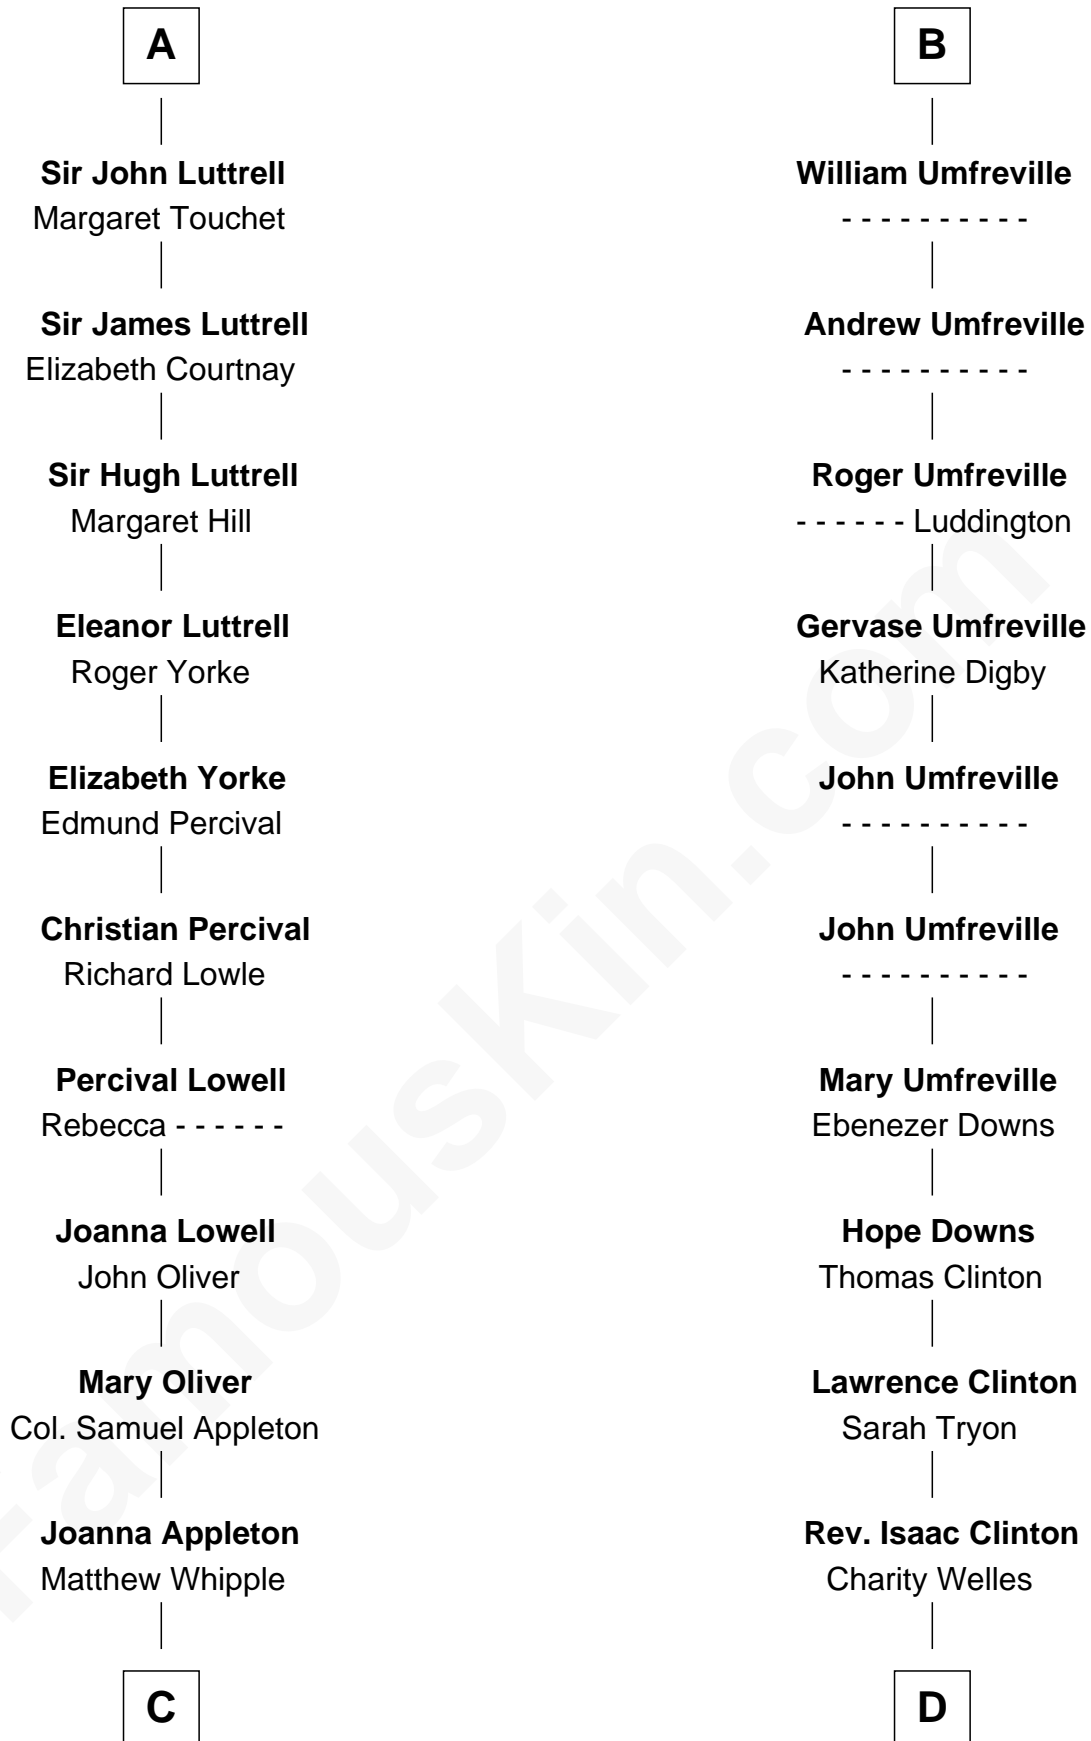 A
Sir John Luttrell
Margaret Touchet
Sir James Luttrell
Elizabeth Courtnay
Sir Hugh Luttrell
Margaret Hill
Eleanor Luttrell
Roger Yorke
Elizabeth Yorke
Edmund Percival
Christian Percival
Richard Lowle
Percival Lowell
Rebecca - - - - - -
Joanna Lowell
John Oliver
Mary Oliver
Col. Samuel Appleton
Joanna Appleton
Matthew Whipple
C
B
William Umfreville
- - - - - - - - - -
Andrew Umfreville
- - - - - - - - - -
Roger Umfreville
- - - - - - Luddington
Gervase Umfreville
Katherine Digby
John Umfreville
- - - - - - - - - -
John Umfreville
- - - - - - - - - -
Mary Umfreville
Ebenezer Downs
Hope Downs
Thomas Clinton
Lawrence Clinton
Sarah Tryon
Rev. Isaac Clinton
Charity Welles
D
FamousKin.com